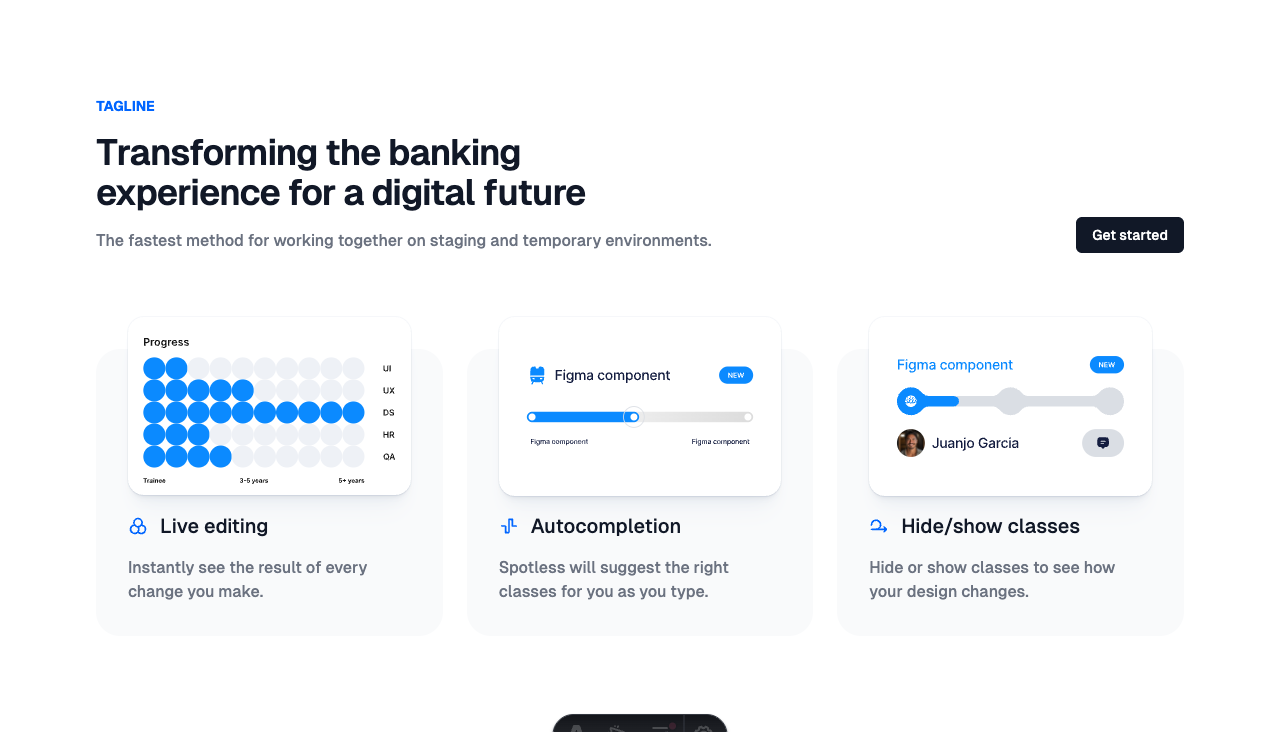 TAGLINE
Transforming the banking
experience for a digital future
The fastest method for working together on staging and temporary environments.
Get started
Progress
UI
UX
DS
HR
QA
Trainee
3-5 years
5+ years
Live editing
Instantly see the result of every
change you make.
Figma component
NEW
Figma component
Figma component
Autocompletion
Spotless will suggest the right
classes for you as you type.
Figma component
NEW
Juanjo Garcia
Hide/show classes
Hide or show classes to see how
your design changes.